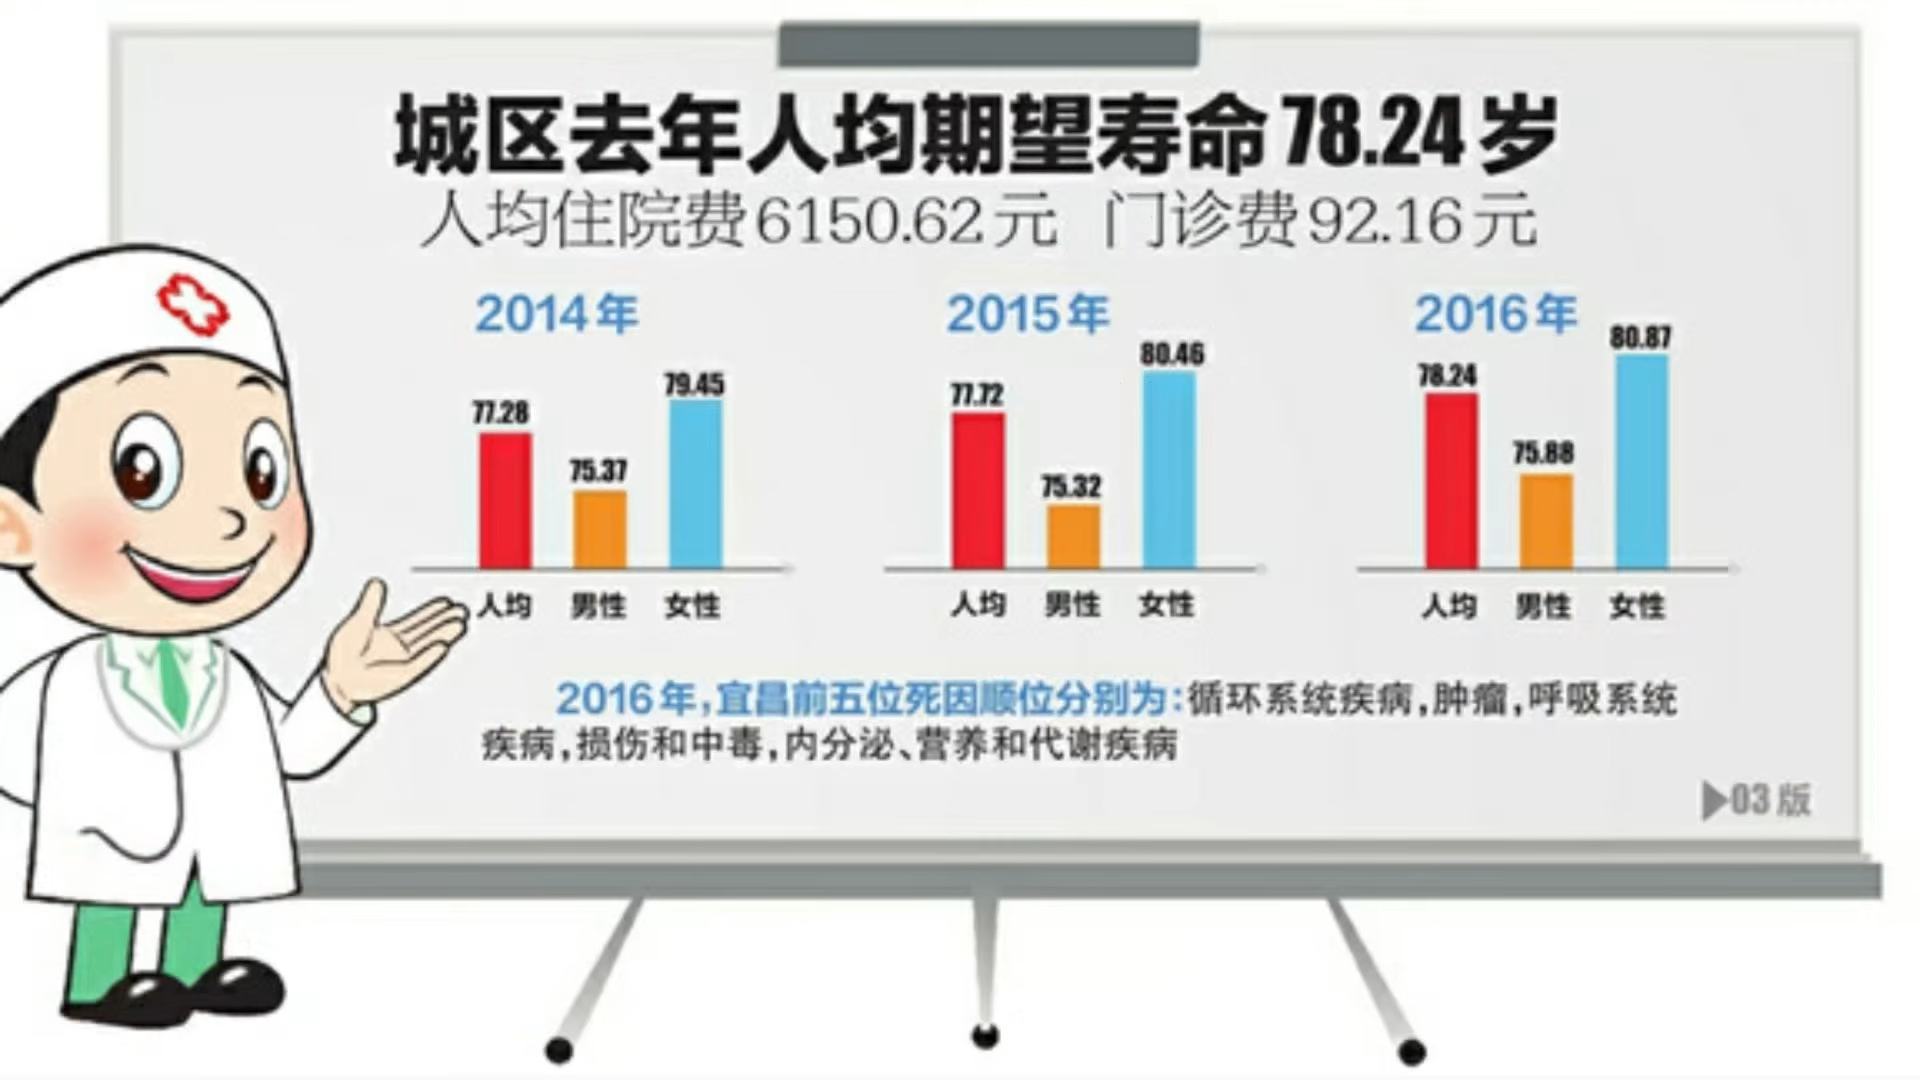 城区去年人均期望寿命78.24岁
人均住院费6150.62元 门诊费92.16元
2014年
77.28
75.37
79.45
人均 男性 女性
2015年
77.72
75.32
80.46
人均 男性 女性
2016年
78.24
75.88
80.87
人均 男性 女性
2016年,宜昌前五位死因顺位分别为:循环系统疾病,肿瘤,呼吸系统
疾病,损伤和中毒,内分泌、营养和代谢疾病
▶03版